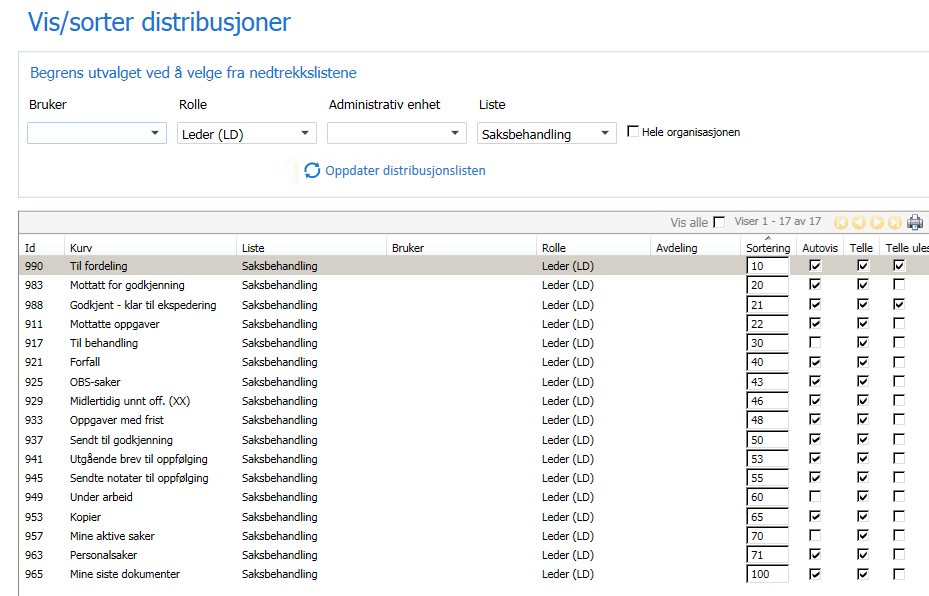 Vis/sorter distribusjoner
Begrens utvalget ved å velge fra nedtrekkslistene
Bruker Rolle Administrativ enhet Liste
Leder (LD) Saksbehandling Hele organisasjonen
Oppdater distribusjonslisten
Vis alle Viser 1 - 17 av 17
Id Kurv Liste Bruker Rolle Avdeling Sortering Autovis Telle Telle ules
990 Til fordeling Saksbehandling Leder (LD) 10
983 Mottatt for godkjenning Saksbehandling Leder (LD) 20
988 Godkjent - klar til ekspedering Saksbehandling Leder (LD) 21
911 Mottatte oppgaver Saksbehandling Leder (LD) 22
917 Til behandling Saksbehandling Leder (LD) 30
921 Forfall Saksbehandling Leder (LD) 40
925 OBS-saker Saksbehandling Leder (LD) 43
929 Midlertidig unnt off. (XX) Saksbehandling Leder (LD) 46
933 Oppgaver med frist Saksbehandling Leder (LD) 48
937 Sendt til godkjenning Saksbehandling Leder (LD) 50
941 Utgående brev til oppfølging Saksbehandling Leder (LD) 53
945 Sendte notater til oppfølging Saksbehandling Leder (LD) 55
949 Under arbeid Saksbehandling Leder (LD) 60
953 Kopier Saksbehandling Leder (LD) 65
957 Mine aktive saker Saksbehandling Leder (LD) 70
963 Personalsaker Saksbehandling Leder (LD) 71
965 Mine siste dokumenter Saksbehandling Leder (LD) 100